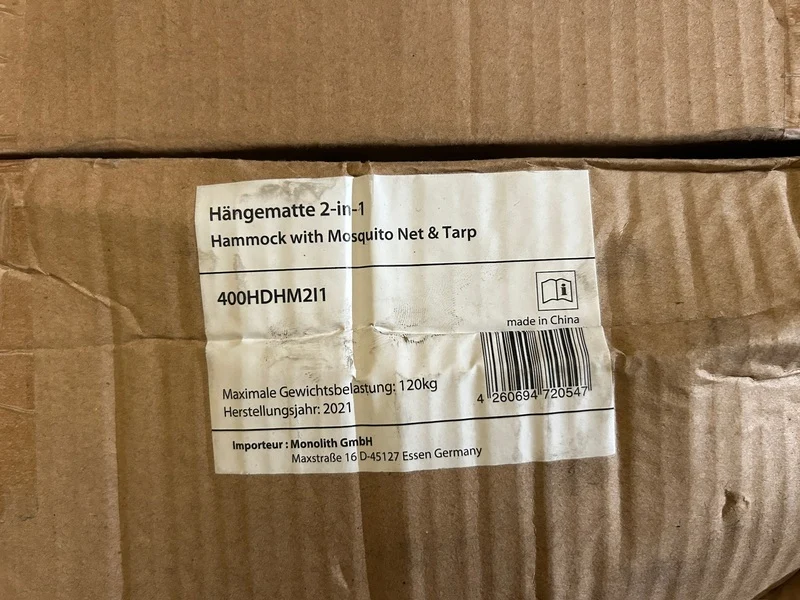 Hängematte 2-in-1
Hammock with Mosquito Net & Tarp
400HDHM2I1
made in China
Maximale Gewichtsbelastung: 120kg
Herstellungsjahr: 2021
4 260694 720547
Importeur : Monolith GmbH
Maxstraße 16 D-45127 Essen Germany